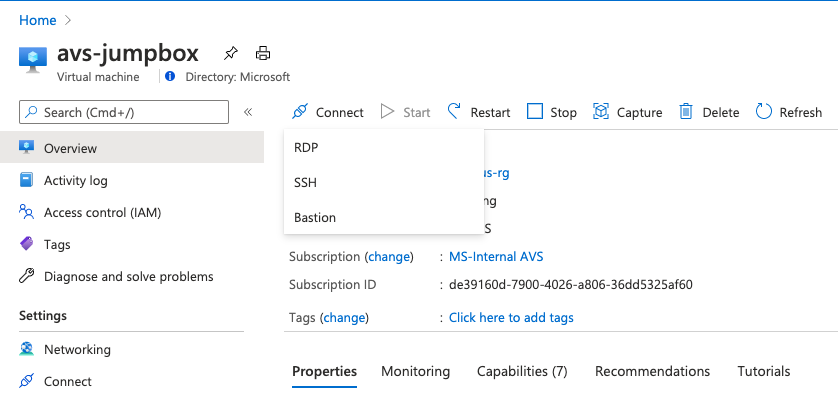 Home
avs-jumpbox
Virtual machine
Directory: Microsoft
Search (Cmd+/)
Connect Start Restart Stop Capture Delete Refresh
Overview
Activity log
Access control (IAM)
Tags
Diagnose and solve problems
Settings
Networking
Connect
RDP
SSH
Bastion
us-rg
ng
S
Subscription (change) : MS-Internal AVS
Subscription ID : de39160d-7900-4026-a806-36dd5325af60
Tags (change) : Click here to add tags
Properties Monitoring Capabilities (7) Recommendations Tutorials